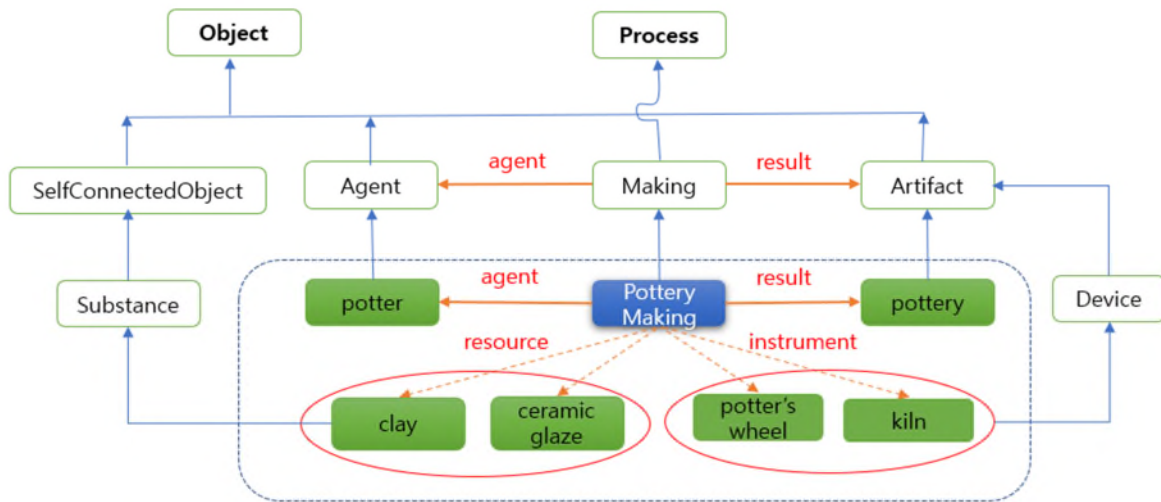 Object
Process
agent
result
SelfConnectedObject
Agent
Making
Artifact
agent
result
Substance
potter
Pottery
Making
pottery
Device
resource
instrument
clay
ceramic
glaze
potter's
wheel
kiln